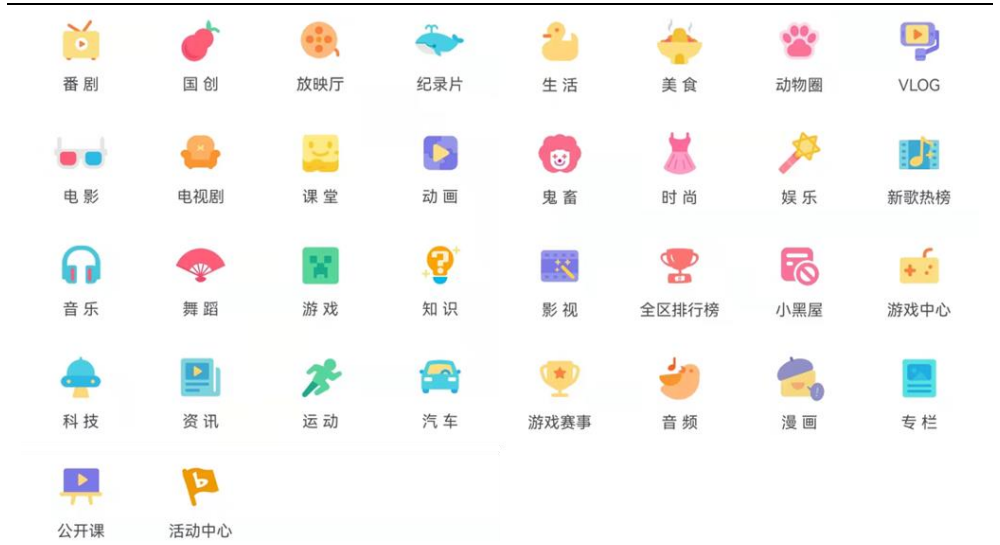 番剧 国创 放映厅 纪录片 生活 美食 动物圈 VLOG
电影 电视剧 课堂 动画 鬼畜 时尚 娱乐 新歌热榜
音乐 舞蹈 游戏 知识 影视 全区排行榜 小黑屋 游戏中心
科技 资讯 运动 汽车 游戏赛事 音频 漫画 专栏
公开课 活动中心